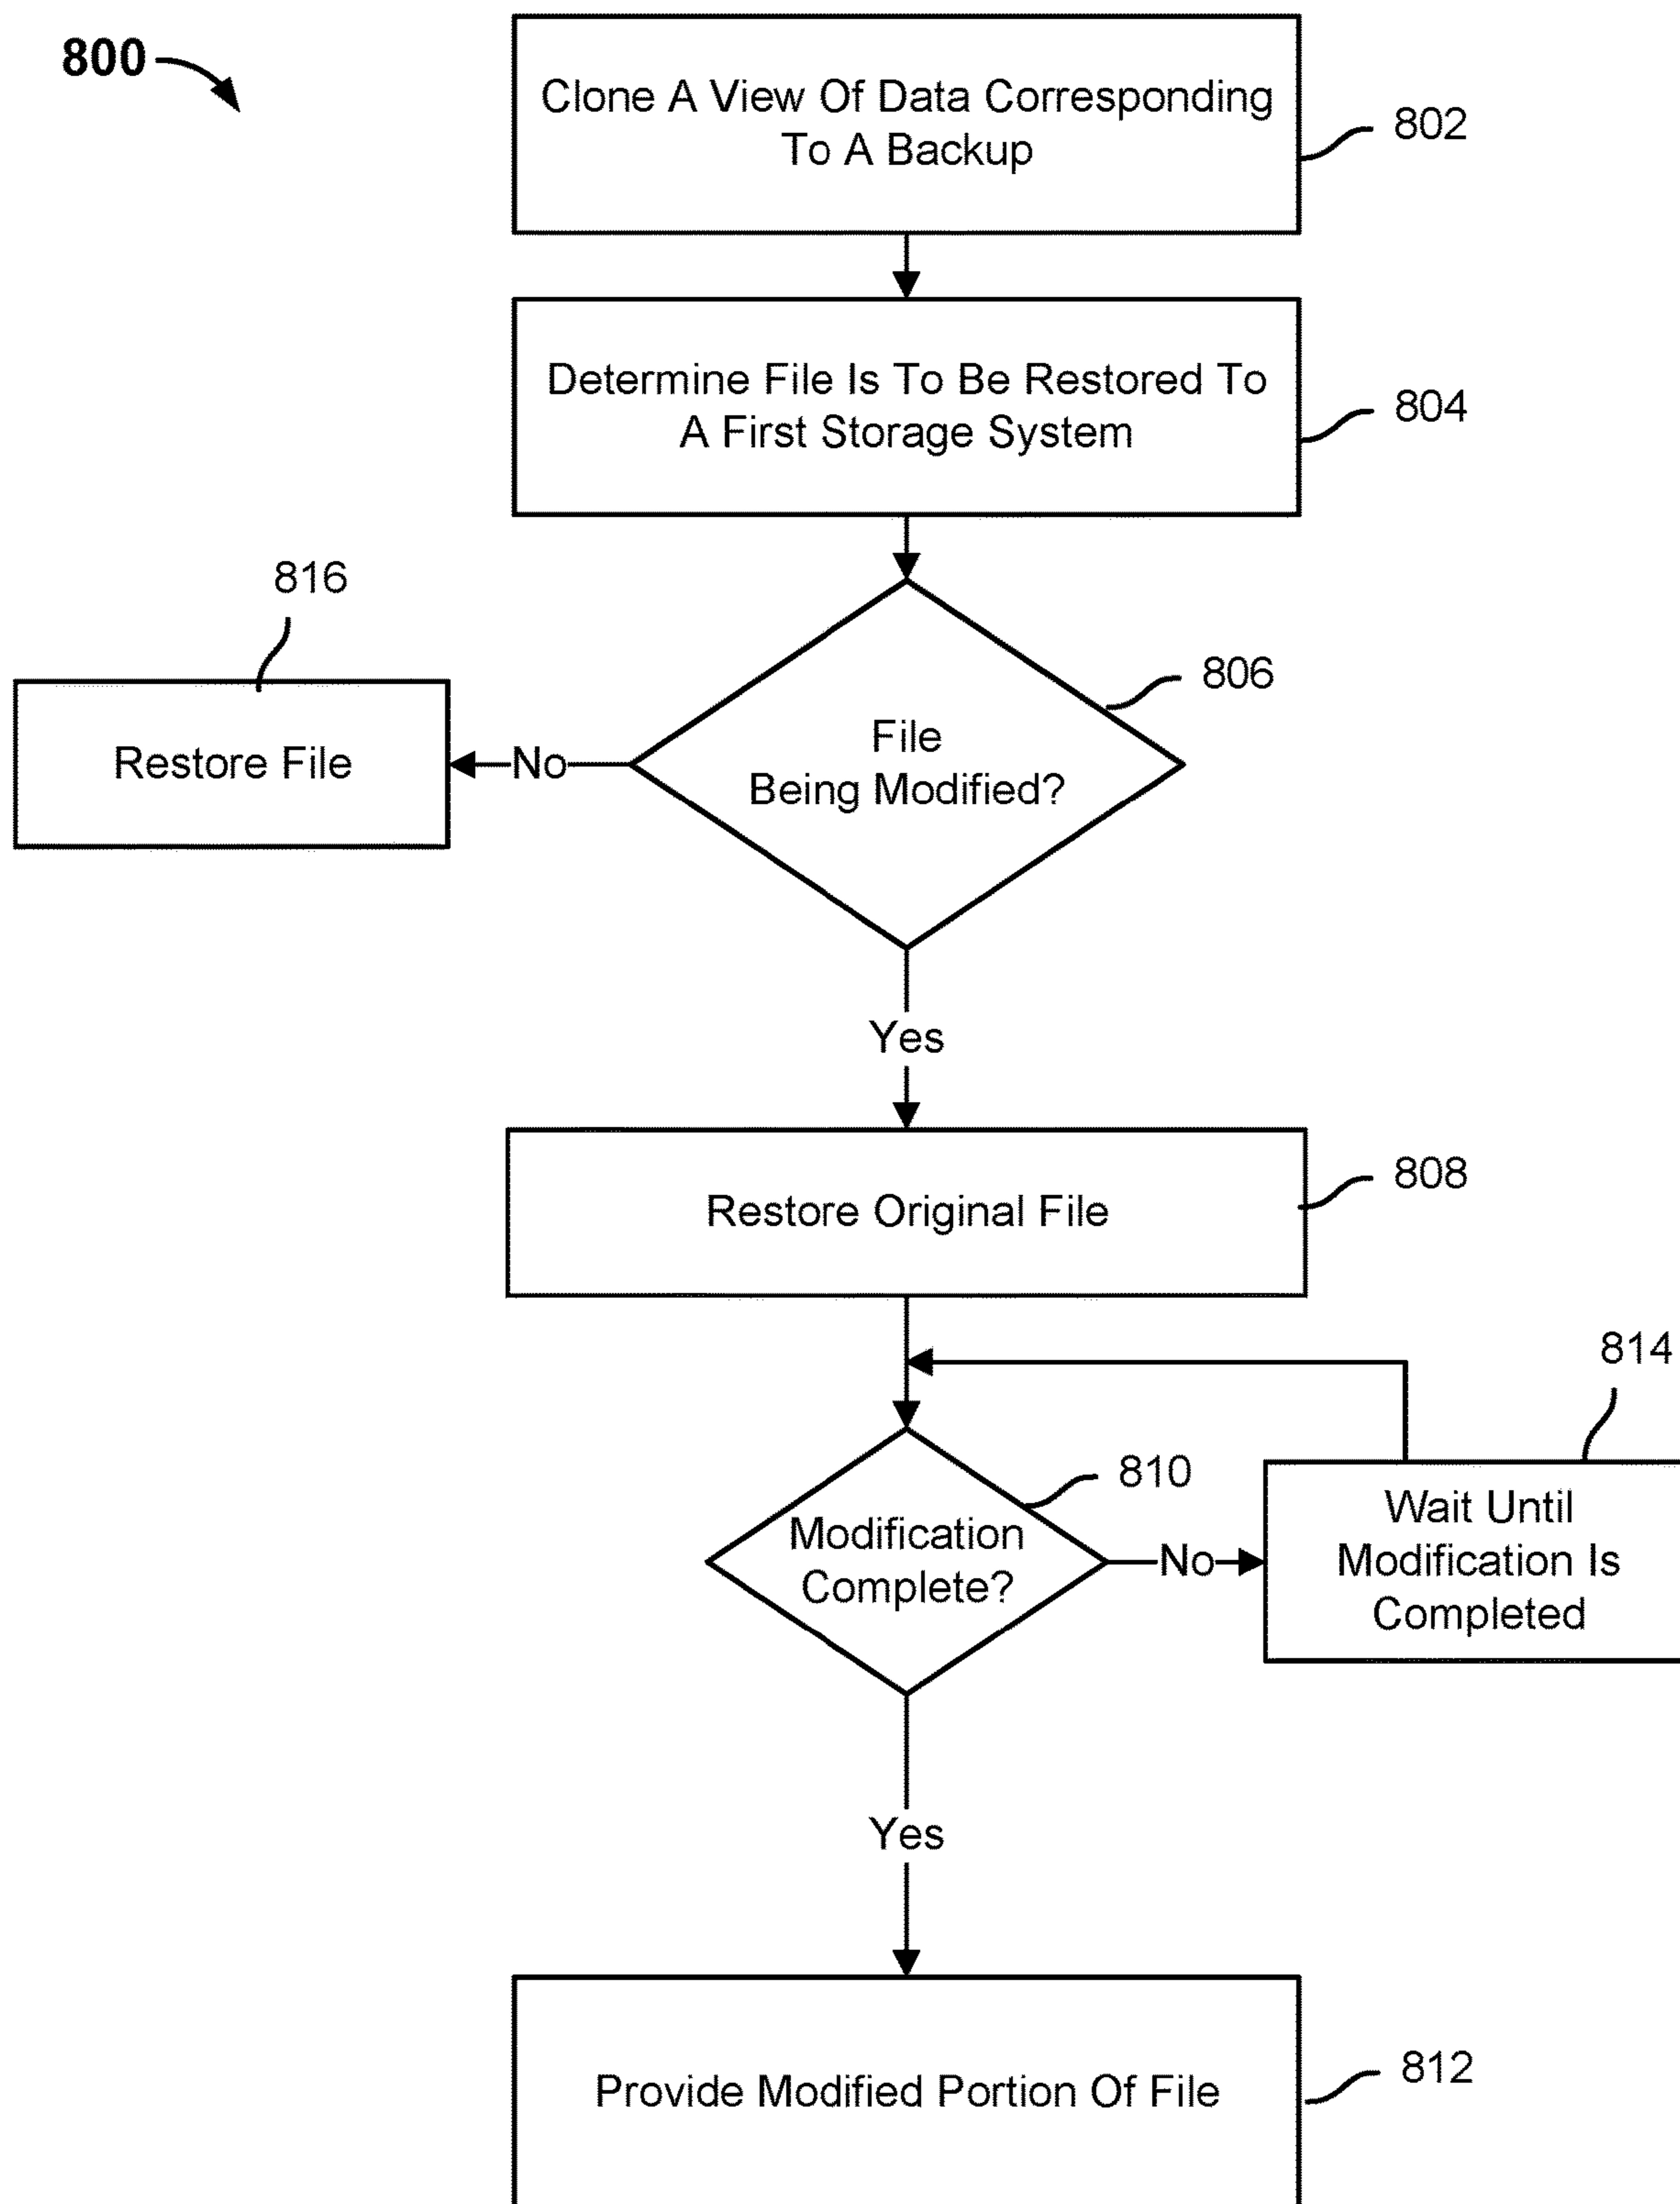 800
Clone A View Of Data Corresponding
To A Backup
802
Determine File Is To Be Restored To
A First Storage System
804
816
806
File
Being Modified?
Restore File
No
Yes
808
Restore Original File
814
810
Modification
Complete?
No
Wait Until
Modification Is
Completed
Yes
812
Provide Modified Portion Of File